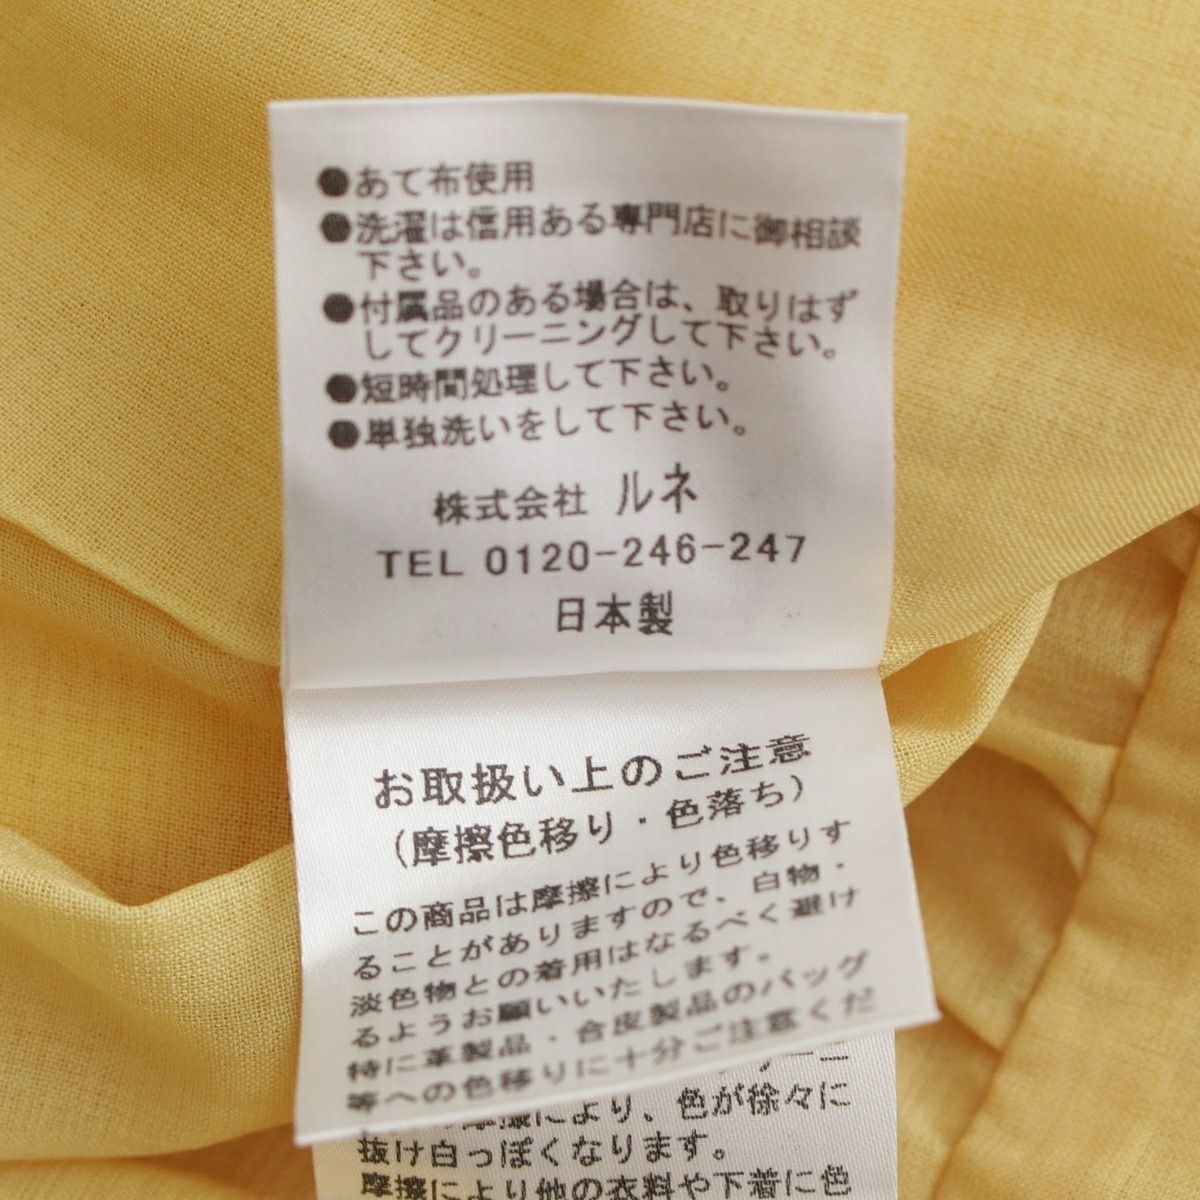 ●あて布使用
●洗濯は信用ある専門店に御相談
下さい。
●付属品のある場合は、取りはず
してクリーニングして下さい。
●短時間処理して下さい。
●単独洗いをして下さい。
株式会社 ルネ
TEL 0120-246-247
日本製
お取扱い上のご注意
(摩擦色移り・色落ち)
この商品は摩擦により色移りす
ることがありますので、白物・
淡色物との着用はなるべく避け
るようお願いいたします。
特に革製品・合皮製品のバッグ
等への色移りに十分ご注意くだ
摩擦により、色が徐々に
抜け白っぽくなります。
摩擦により他の衣料や下着に色